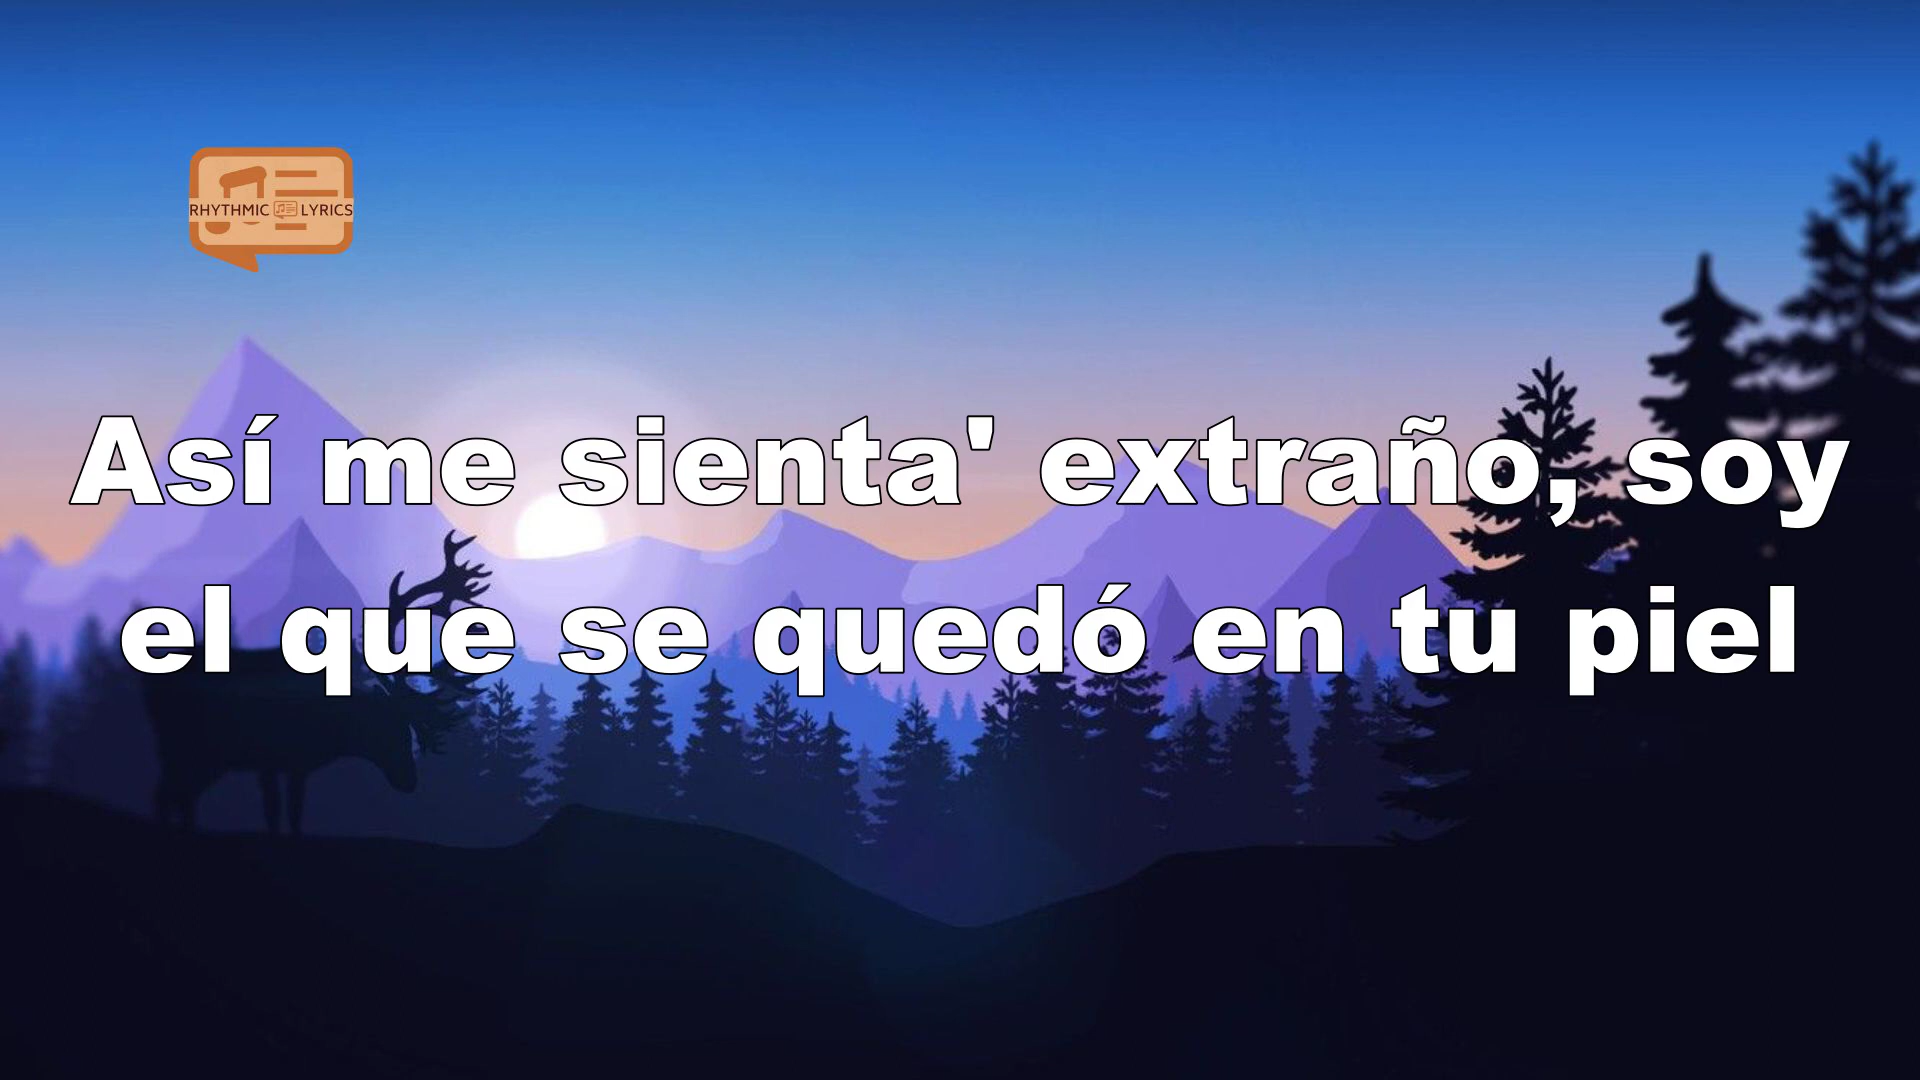 RHYTHMIC LYRICS
Así me sienta' extraño, soy
el que se quedó en tu piel